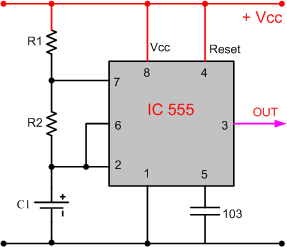 + Vcc
R1
Vcc
Reset
8
4
7
IC 555
R2
6
3
OUT
2
1
5
C1
+
-
103